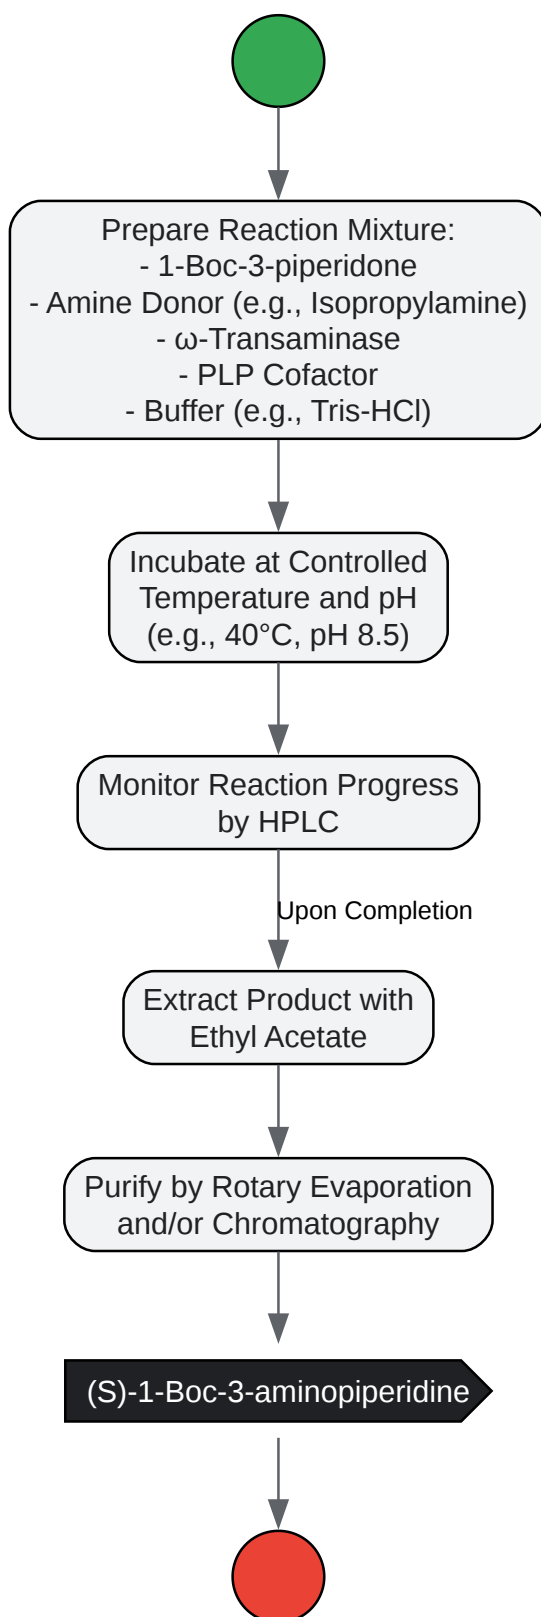 Prepare Reaction Mixture:
- 1-Boc-3-piperidone
- Amine Donor (e.g., Isopropylamine)
- ω-Transaminase
- PLP Cofactor
- Buffer (e.g., Tris-HCl)
Incubate at Controlled
Temperature and pH
(e.g., 40°C, pH 8.5)
Monitor Reaction Progress
by HPLC
Upon Completion
Extract Product with
Ethyl Acetate
Purify by Rotary Evaporation
and/or Chromatography
(S)-1-Boc-3-aminopiperidine